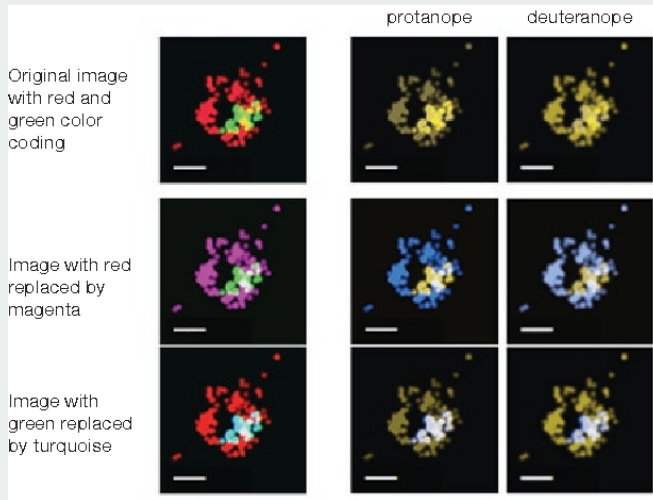 protanope deuteranope
Original image
with red and
green color
coding
Image with red
replaced by
magenta
Image with
green replaced
by turquoise